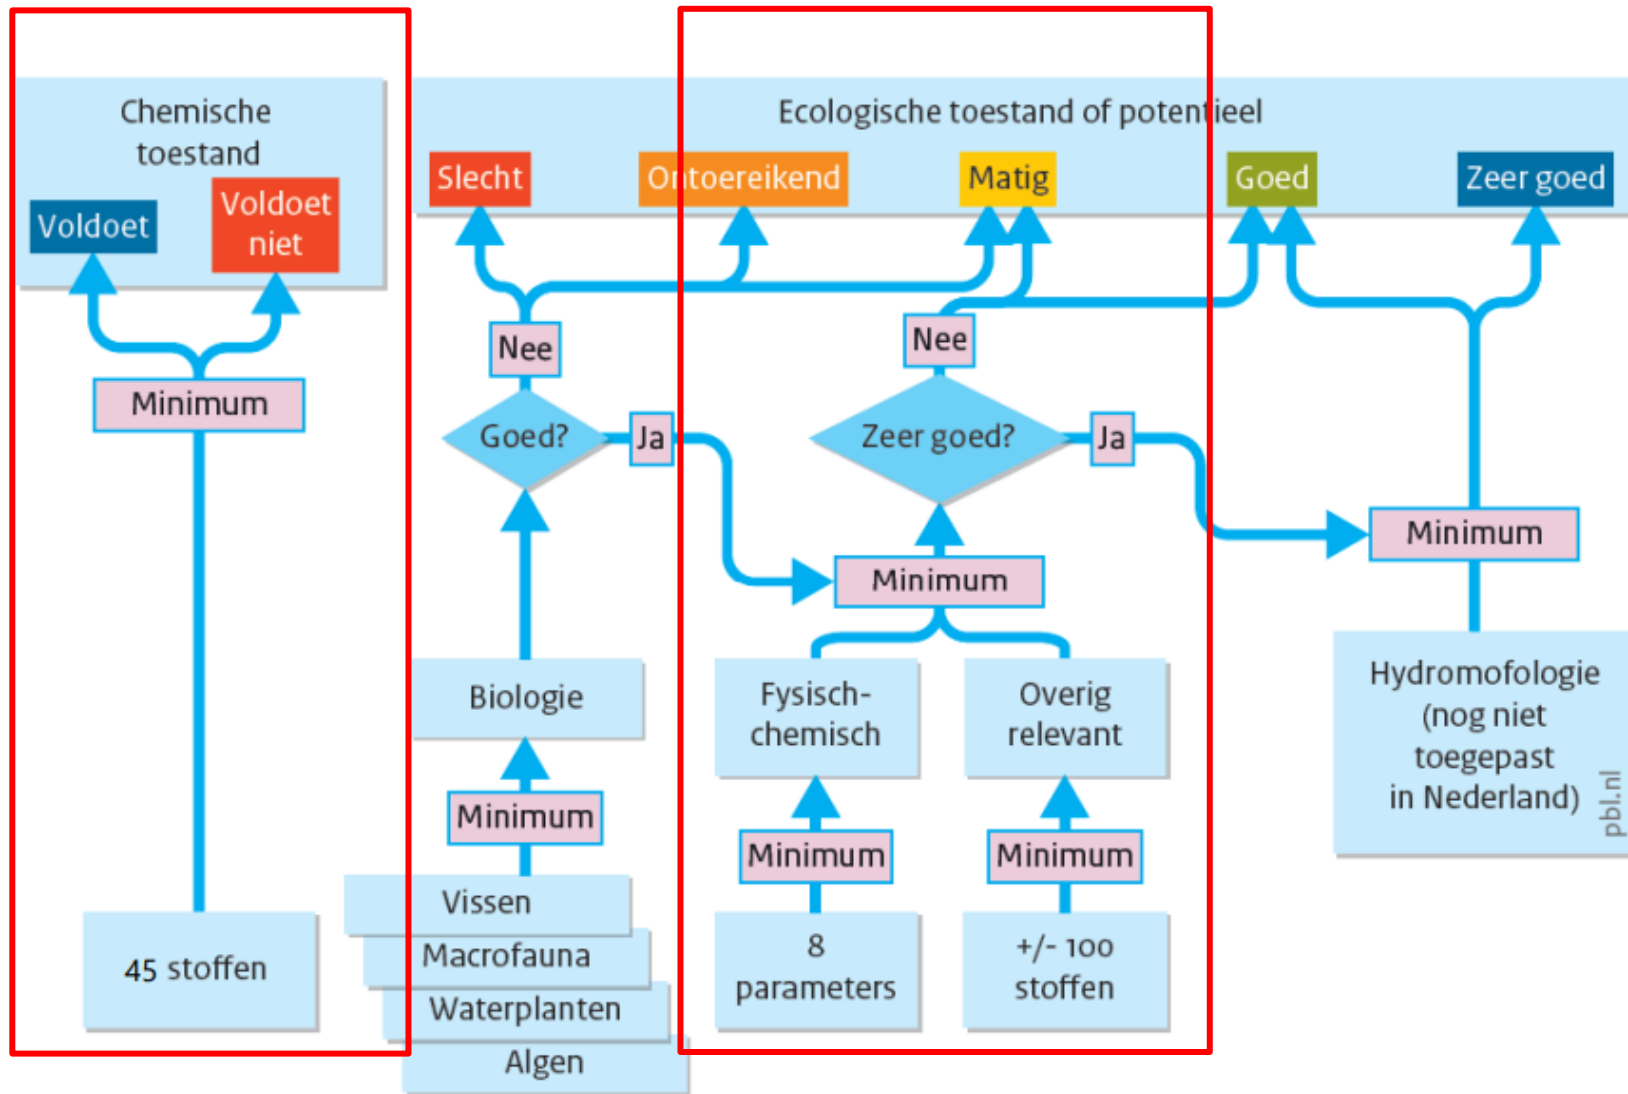 Chemische
toestand
Voldoet
Voldoet
niet
Minimum
45 stoffen
Ecologische toestand of potentieel
Slecht
Ontoereikend
Matig
Goed
Zeer goed
Nee
Goed?
Ja
Biologie
Minimum
Vissen
Macrofauna
Waterplanten
Algen
Nee
Zeer goed?
Ja
Minimum
Fysisch-
chemisch
Minimum
8
parameters
Overig
relevant
Minimum
+/- 100
stoffen
Minimum
Hydromofologie
(nog niet
toegepast
in Nederland)
pbl.nl